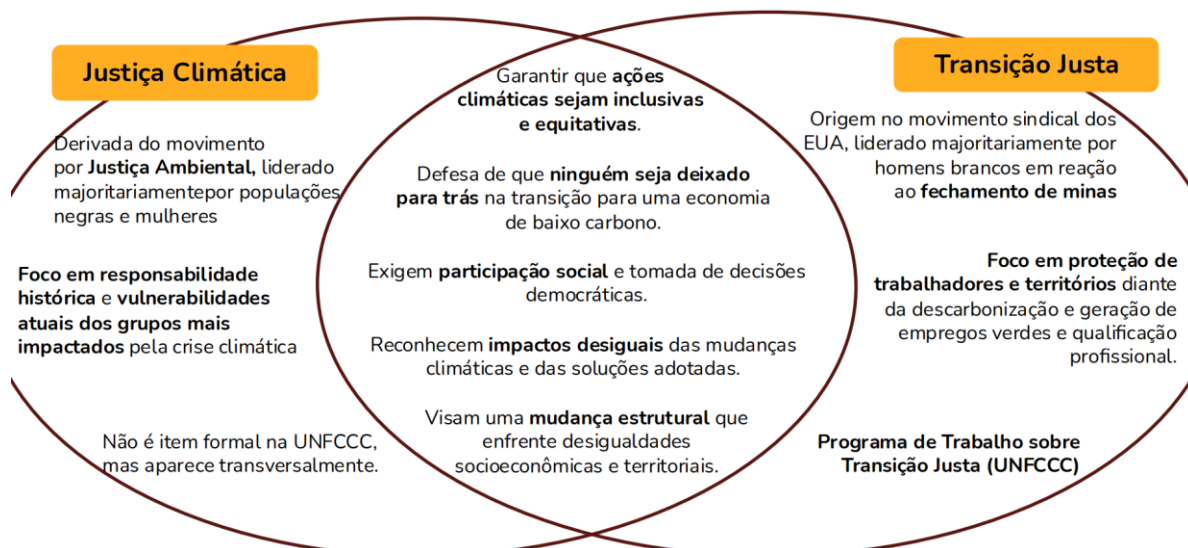 Justiça Climática
Derivada do movimento
por Justiça Ambiental, liderado
majoritariamentepor populações
negras e mulheres
Foco em responsabilidade
histórica e vulnerabilidades
atuais dos grupos mais
impactados pela crise climática
Não é item formal na UNFCCC,
mas aparece transversalmente.
Garantir que ações
climáticas sejam inclusivas
e equitativas.
Defesa de que ninguém seja deixado
para trás na transição para uma economia
de baixo carbono.
Exigem participação social e tomada de decisões
democráticas.
Reconhecem impactos desiguais das mudanças
climáticas e das soluções adotadas.
Visam uma mudança estrutural que
enfrente desigualdades
socioeconômicas e territoriais.
Transição Justa
Origem no movimento sindical dos
EUA, liderado majoritariamente por
homens brancos em reação
ao fechamento de minas
Foco em proteção de
trabalhadores e territórios diante
da descarbonização e geração de
empregos verdes e qualificação
profissional.
Programa de Trabalho sobre
Transição Justa (UNFCCC)